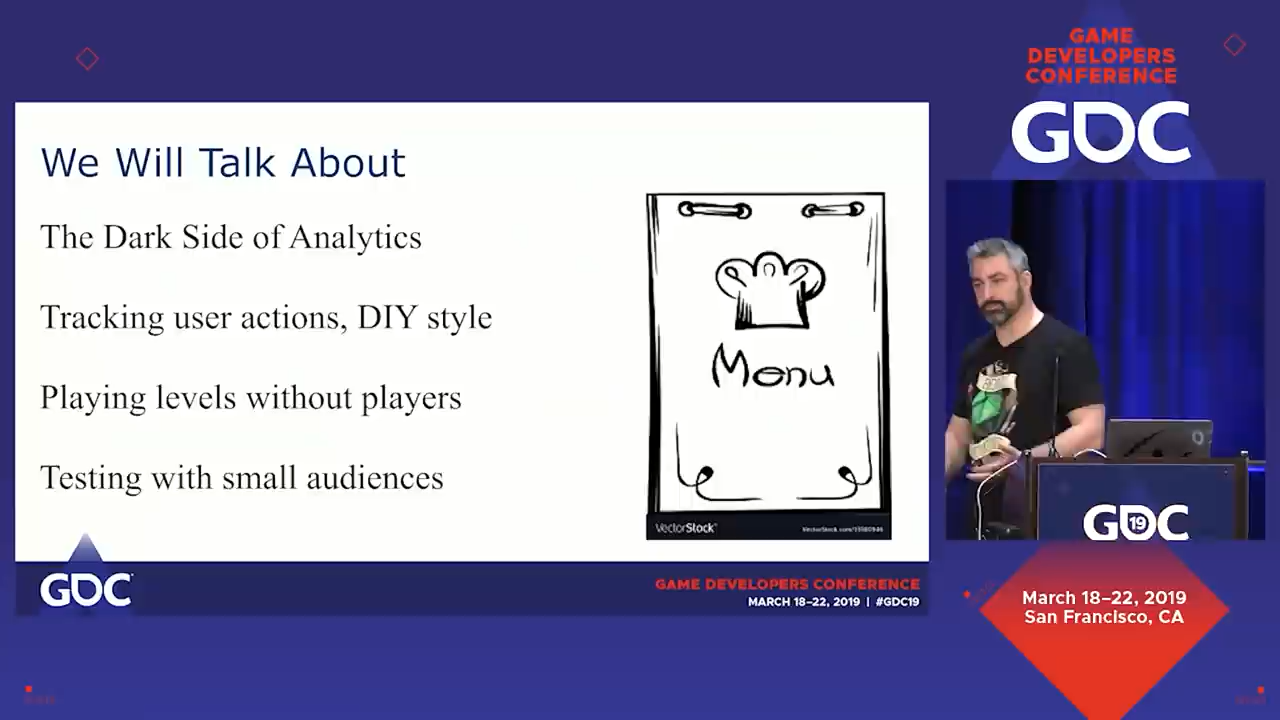 GAME
DEVELOPERS
CONFERENCE
GDC
We Will Talk About
The Dark Side of Analytics
Tracking user actions, DIY style
Playing levels without players
Testing with small audiences
Menu
VectorStock
GDC
GAME DEVELOPERS CONFERENCE
MARCH 18–22, 2019 | #GDC19
GDC
19
March 18–22, 2019
San Francisco, CA